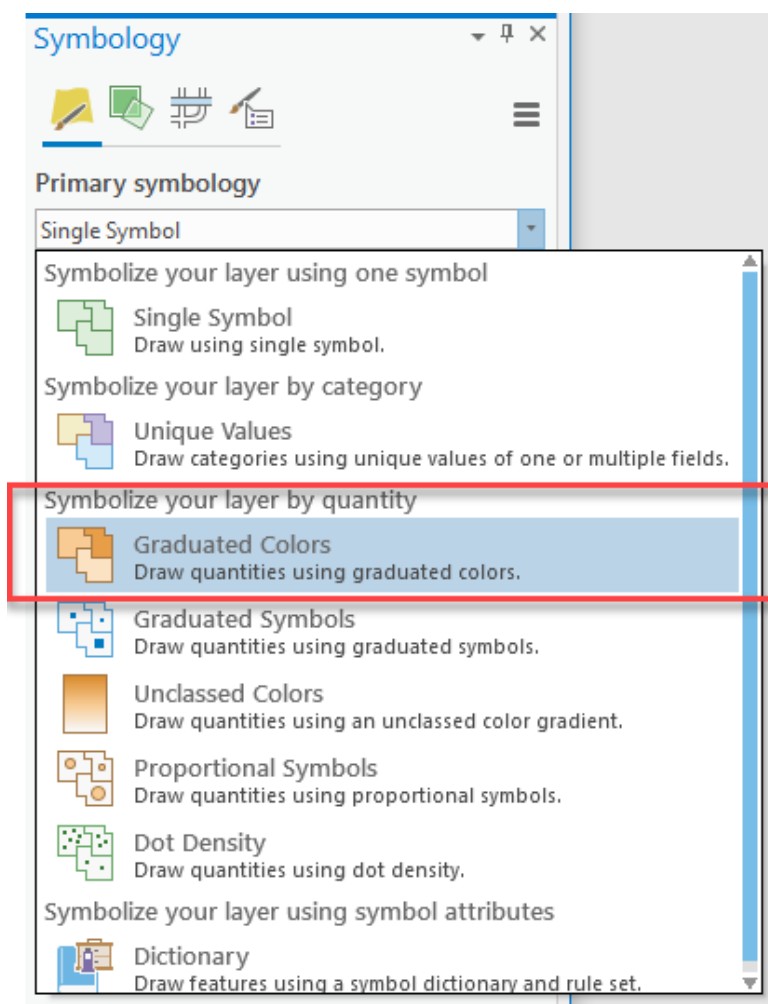 Symbology
Primary symbology
Single Symbol
Symbolize your layer using one symbol
Single Symbol
Draw using single symbol.
Symbolize your layer by category
Unique Values
Draw categories using unique values of one or multiple fields.
Symbolize your layer by quantity
Graduated Colors
Draw quantities using graduated colors.
Graduated Symbols
Draw quantities using graduated symbols.
Unclassed Colors
Draw quantities using an unclassed color gradient.
Proportional Symbols
Draw quantities using proportional symbols.
Dot Density
Draw quantities using dot density.
Symbolize your layer using symbol attributes
Dictionary
Draw features using a symbol dictionary and rule set.